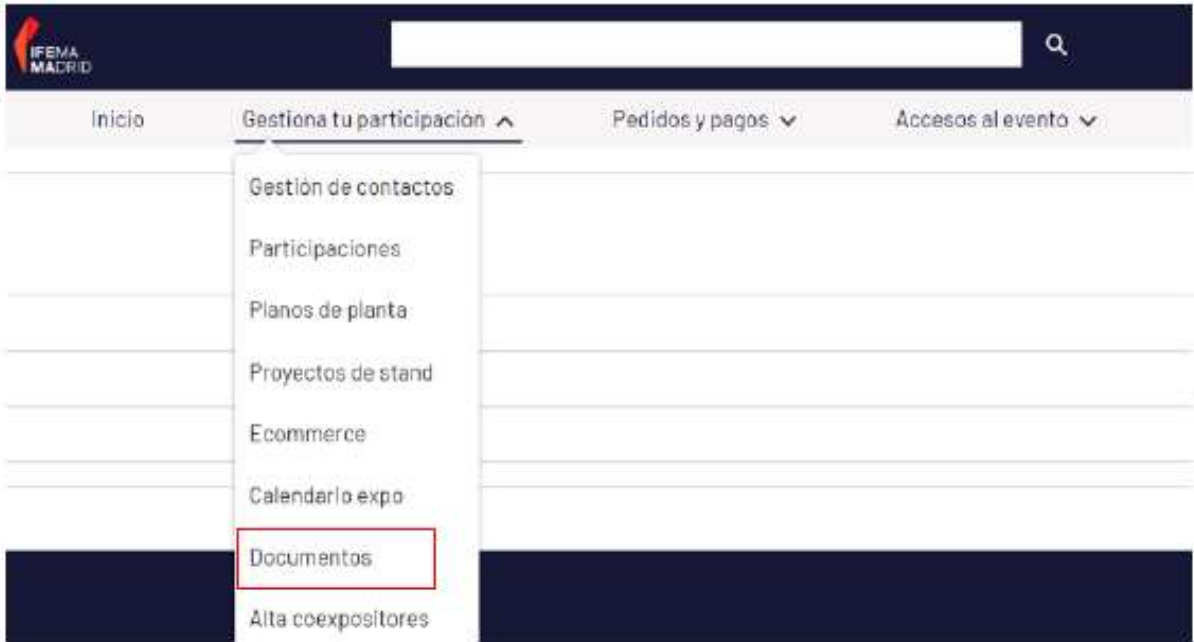 IFEMA
MADRID
Inicio
Gestiona tu participación
Pedidos y pagos
Accesos al evento
Gestión de contactos
Participaciones
Planos de planta
Proyectos de stand
Ecommerce
Calendario expo
Documentos
Alta coexpositores